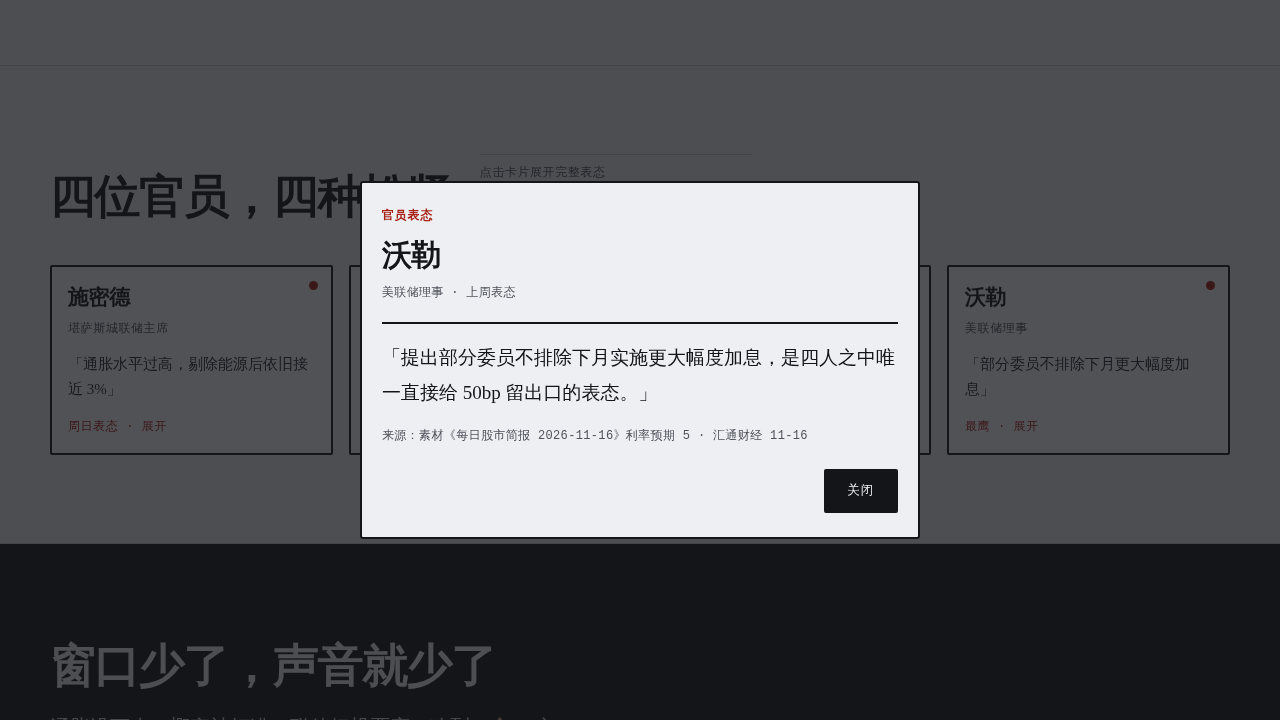 点击卡片展开完整表态
四位官员，四种
官员表态
沃勒
美联储理事 · 上周表态
「提出部分委员不排除下月实施更大幅度加息，是四人之中唯
一直接给 50bp 留出口的表态。」
来源：素材《每日股市简报 2026-11-16》利率预期 5 · 汇通财经 11-16
关闭
施密德
堪萨斯城联储主席
「通胀水平过高，剔除能源后依旧接
近 3%」
周日表态 · 展开
沃勒
美联储理事
「部分委员不排除下月更大幅度加
息」
最鹰 · 展开
窗口少了，声音就少了